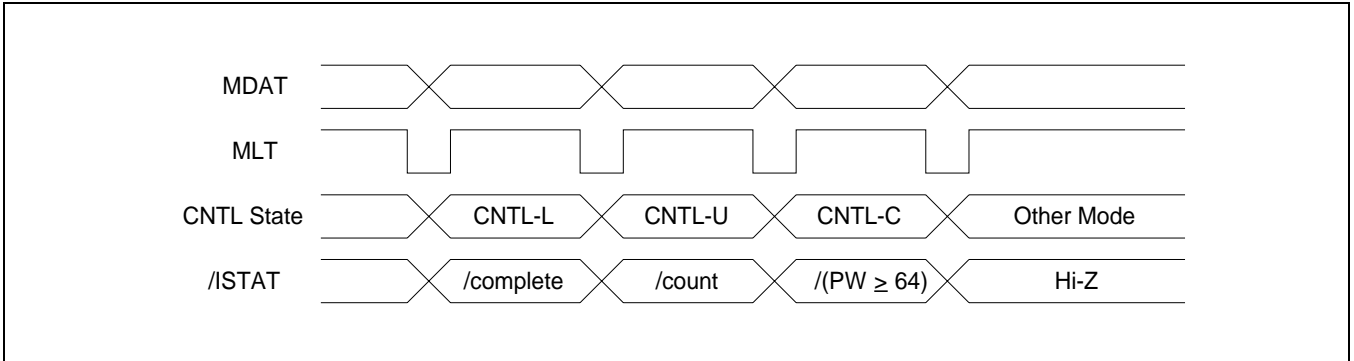 MDAT
MLT
CNTL State CNTL-L CNTL-U CNTL-C Other Mode
/ISTAT /complete /count /(PW ≥ 64) Hi-Z